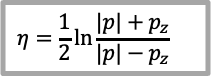 η = 1/2 ln (|p| + p_z)/(|p| − p_z)